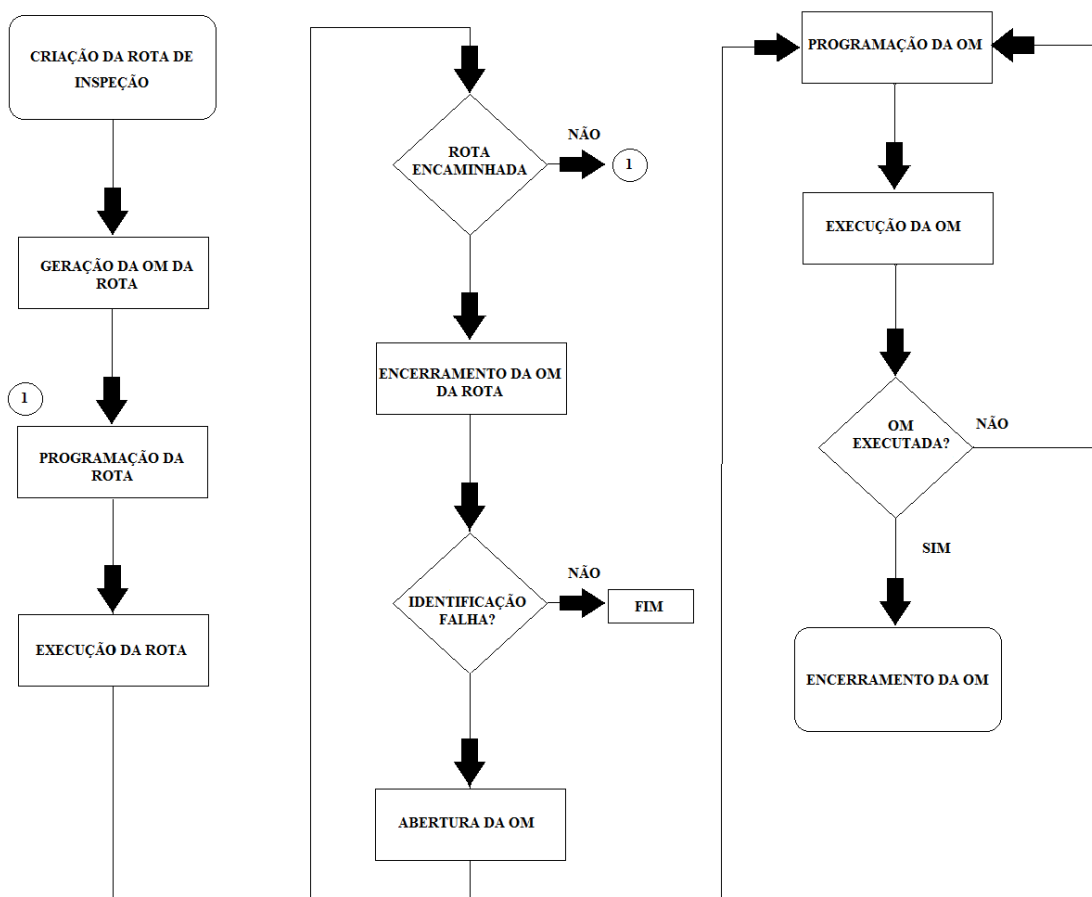 CRIAÇÃO DA ROTA DE
INSPEÇÃO
GERAÇÃO DA OM DA
ROTA
1
PROGRAMAÇÃO DA
ROTA
EXECUÇÃO DA ROTA
ROTA
ENCAMINHADA
NÃO
1
ENCERRAMENTO DA OM
DA ROTA
IDENTIFICAÇÃO
FALHA?
NÃO
FIM
ABERTURA DA OM
PROGRAMAÇÃO DA OM
EXECUÇÃO DA OM
OM
EXECUTADA?
NÃO
SIM
ENCERRAMENTO DA OM